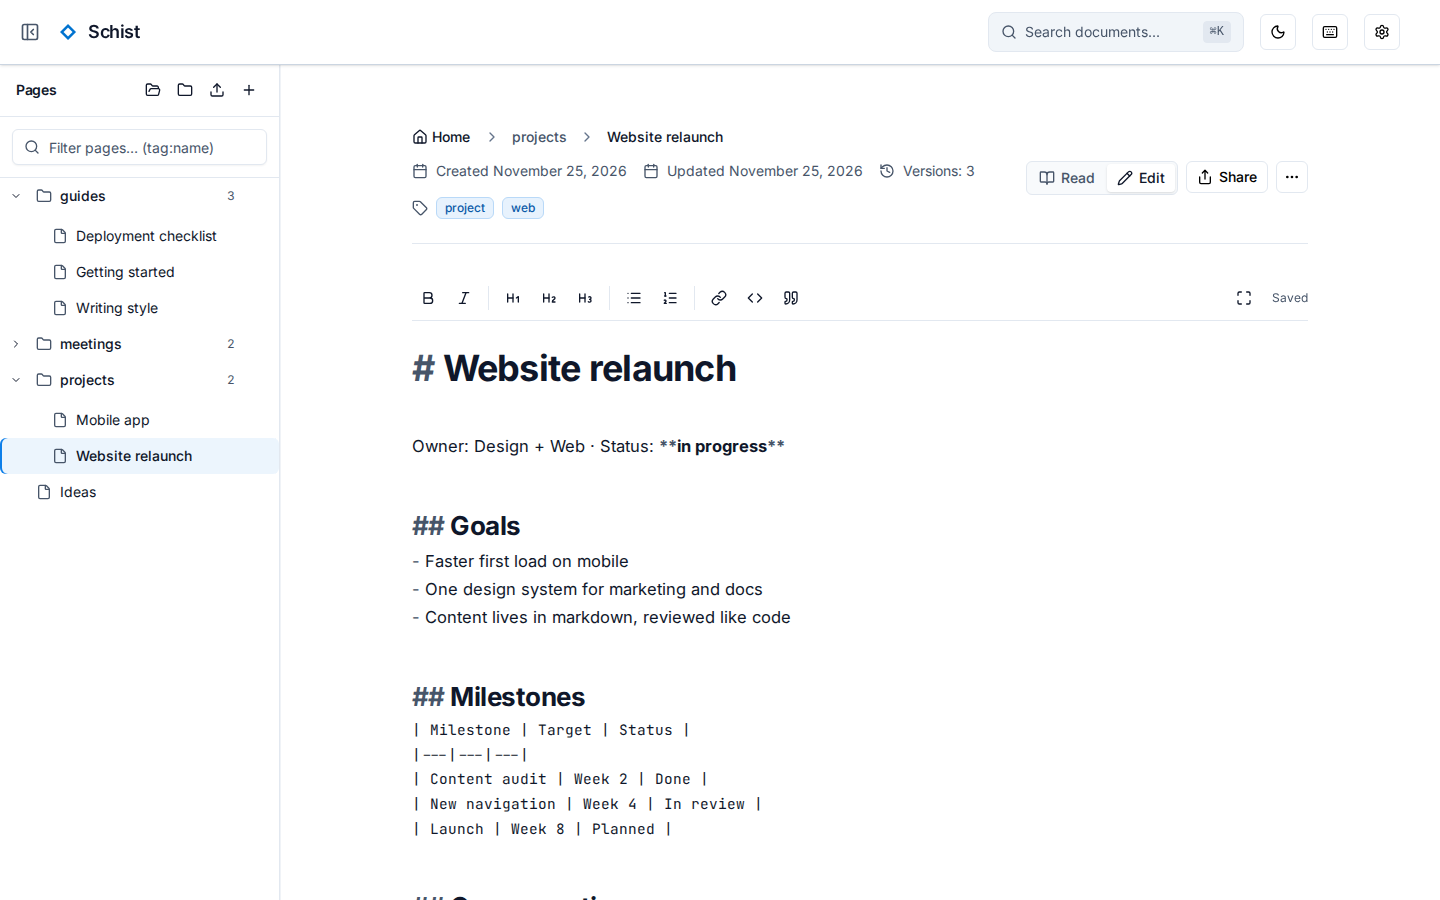 Schist
Search documents... ⌘K
Pages
Filter pages... (tag:name)
guides 3
Deployment checklist
Getting started
Writing style
meetings 2
projects 2
Mobile app
Website relaunch
Ideas
Home projects Website relaunch
Created November 25, 2026 Updated November 25, 2026 Versions: 3
Read Edit Share
project web
B I H1 H2 H3 Saved
# Website relaunch
Owner: Design + Web · Status: **in progress**
## Goals
- Faster first load on mobile
- One design system for marketing and docs
- Content lives in markdown, reviewed like code
## Milestones
| Milestone | Target | Status |
|---|---|---|
| Content audit | Week 2 | Done |
| New navigation | Week 4 | In review |
| Launch | Week 8 | Planned |